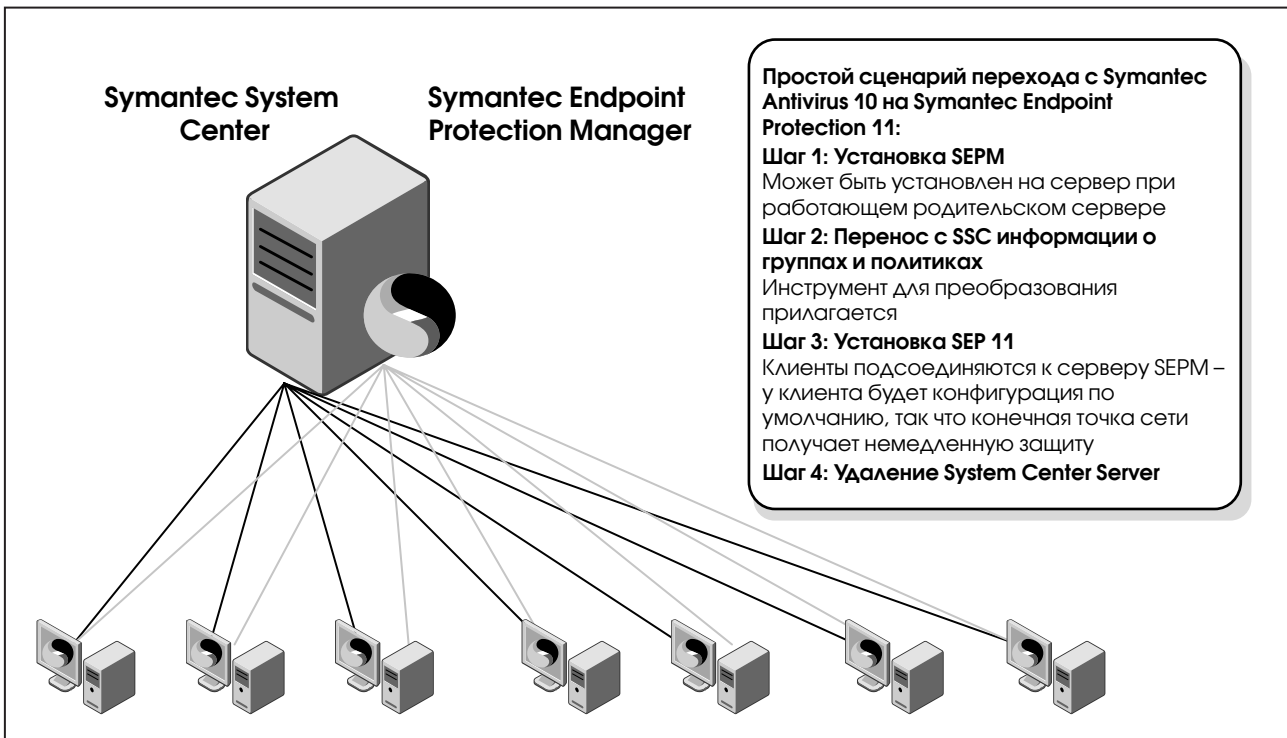 Symantec System
Center
Symantec Endpoint
Protection Manager
Простой сценарий перехода с Symantec
Antivirus 10 на Symantec Endpoint
Protection 11:
Шаг 1: Установка SEPM
Может быть установлен на сервер при
работающем родительском сервере
Шаг 2: Перенос с SSC информации о
группах и политиках
Инструмент для преобразования
прилагается
Шаг 3: Установка SEP 11
Клиенты подсоединяются к серверу SEPM –
у клиента будет конфигурация по
умолчанию, так что конечная точка сети
получает немедленную защиту
Шаг 4: Удаление System Center Server